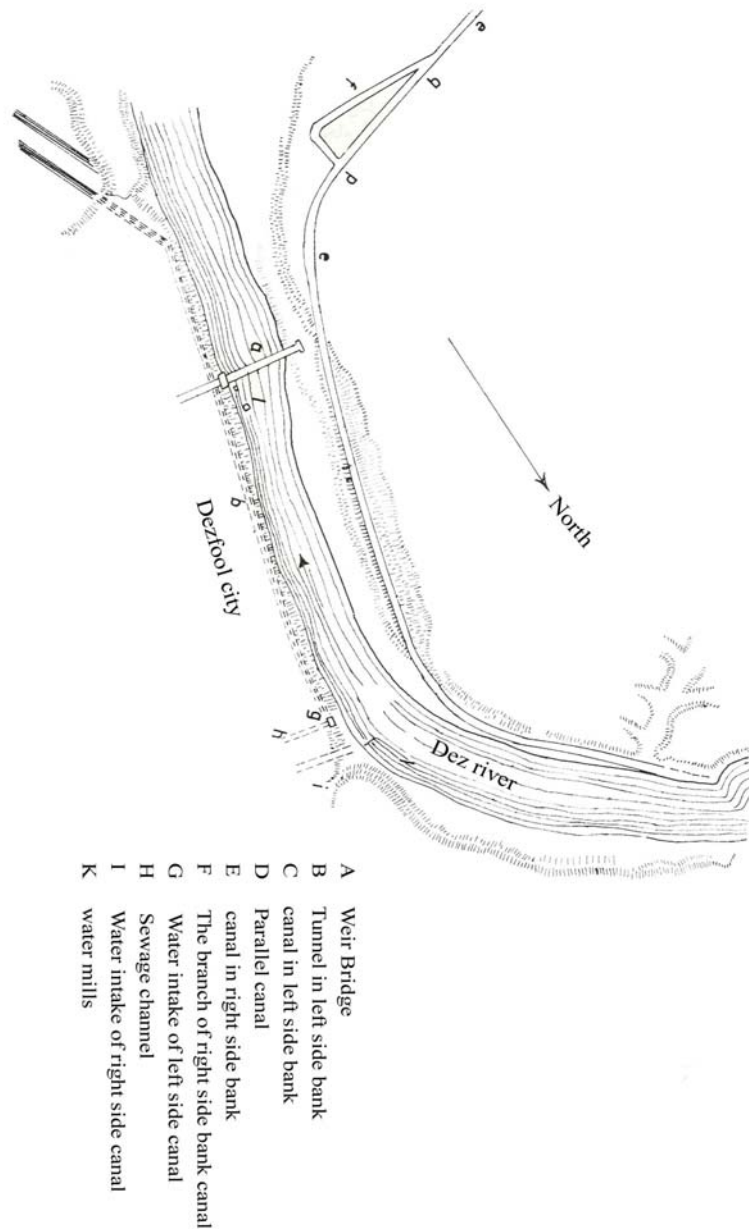 e
d
f
d
e
North
a
b
Dezfool city
Dez river
g
h
i
A Weir Bridge
B Tunnel in left side bank
C canal in left side bank
D Parallel canal
E canal in right side bank
F The branch of right side bank canal
G Water intake of left side canal
H Sewage channel
I Water intake of right side canal
K water mills